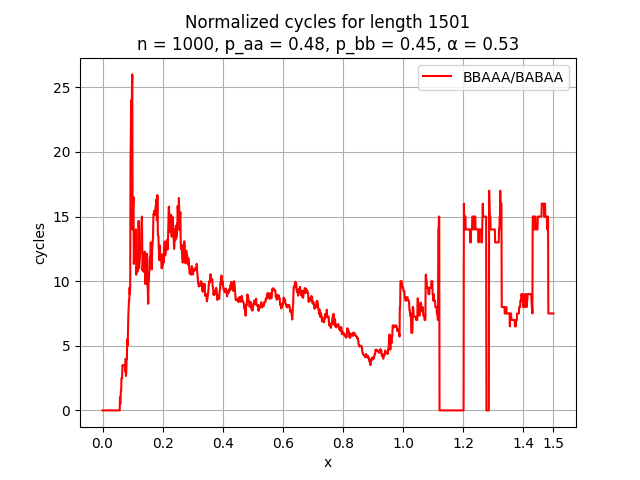 Normalized cycles for length 1501
n = 1000, p_aa = 0.48, p_bb = 0.45, α = 0.53
BBAAA/BABAA
25
20
15
10
5
0
cycles
0.0 0.2 0.4 0.6 0.8 1.0 1.2 1.4 1.5
x